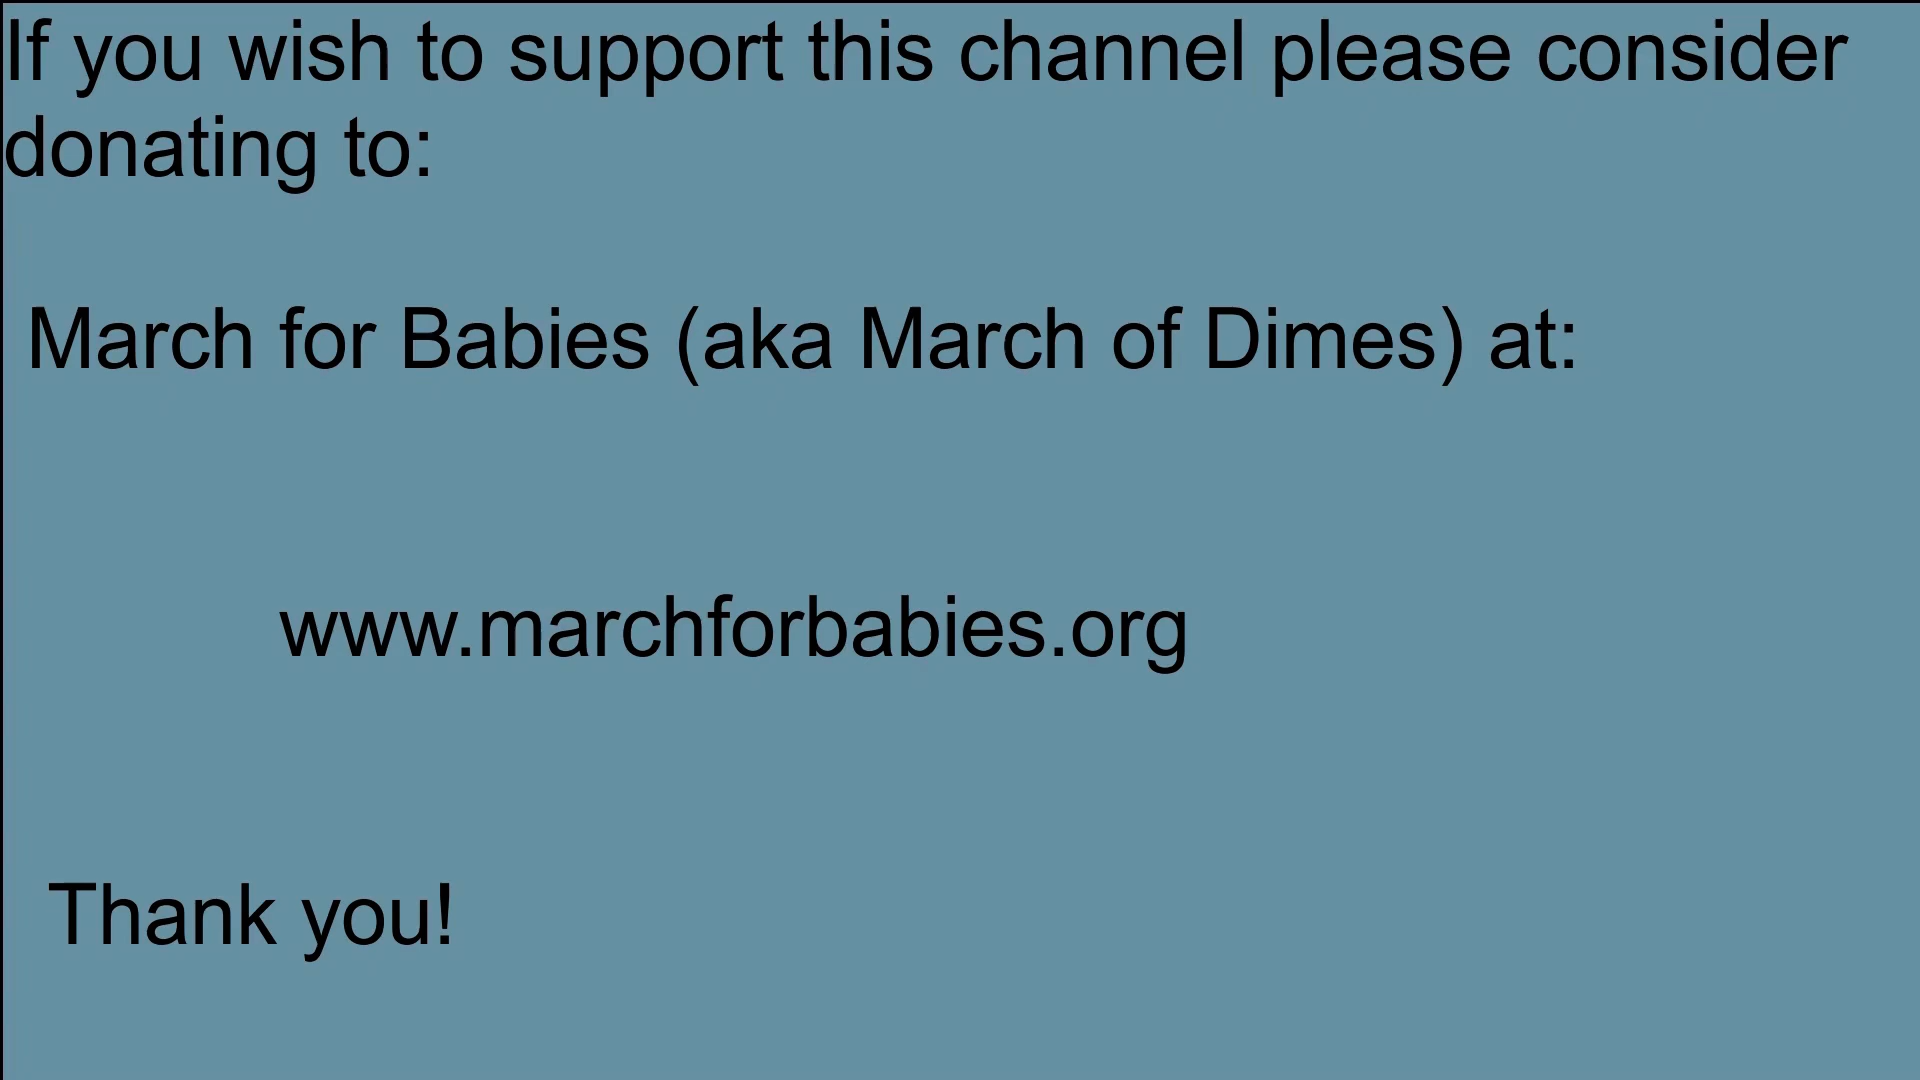 If you wish to support this channel please consider
donating to:
March for Babies (aka March of Dimes) at:
www.marchforbabies.org
Thank you!